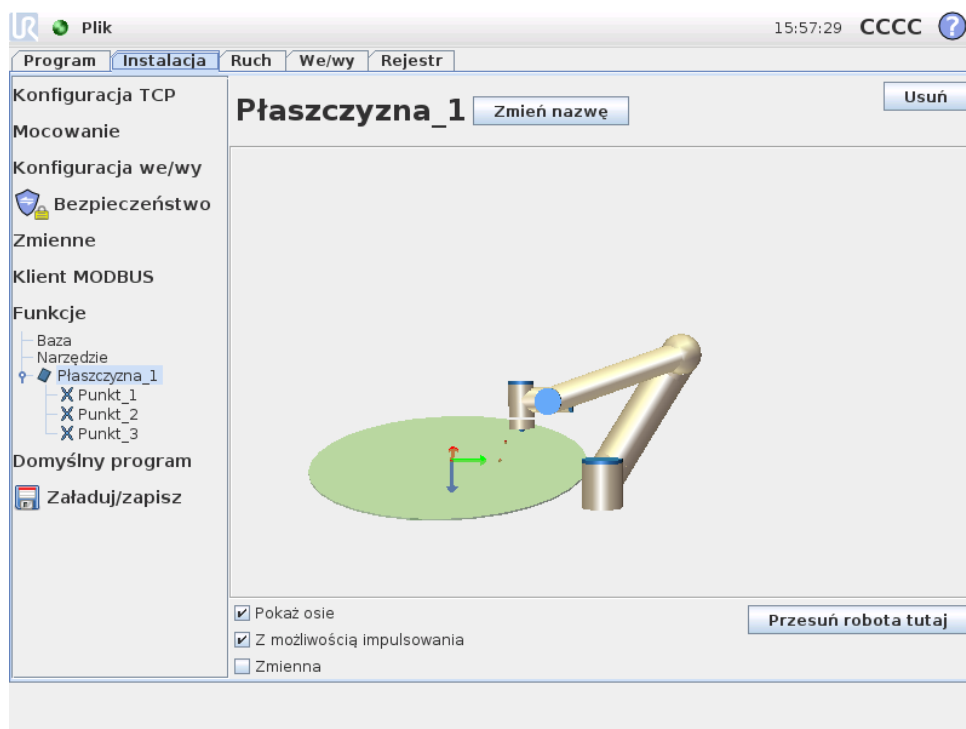 UR Plik 15:57:29 CCCC ?
Program Instalacja Ruch We/wy Rejestr
Konfiguracja TCP
Mocowanie
Konfiguracja we/wy
Bezpieczeństwo
Zmienne
Klient MODBUS
Funkcje
Baza
Narzędzie
Płaszczyzna_1
Punkt_1
Punkt_2
Punkt_3
Domyślny program
Załaduj/zapisz
Płaszczyzna_1 Zmień nazwę Usuń
Pokaż osie
Z możliwością impulsowania
Zmienna
Przesuń robota tutaj